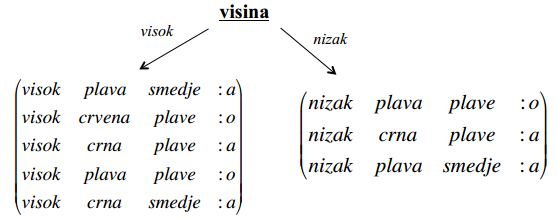 visina
visok
nizak
visok plava smedje : a
visok crvena plave : o
visok crna plave : a
visok plava plave : o
visok crna smedje : a
nizak plava plave : o
nizak crna plave : a
nizak plava smedje : a